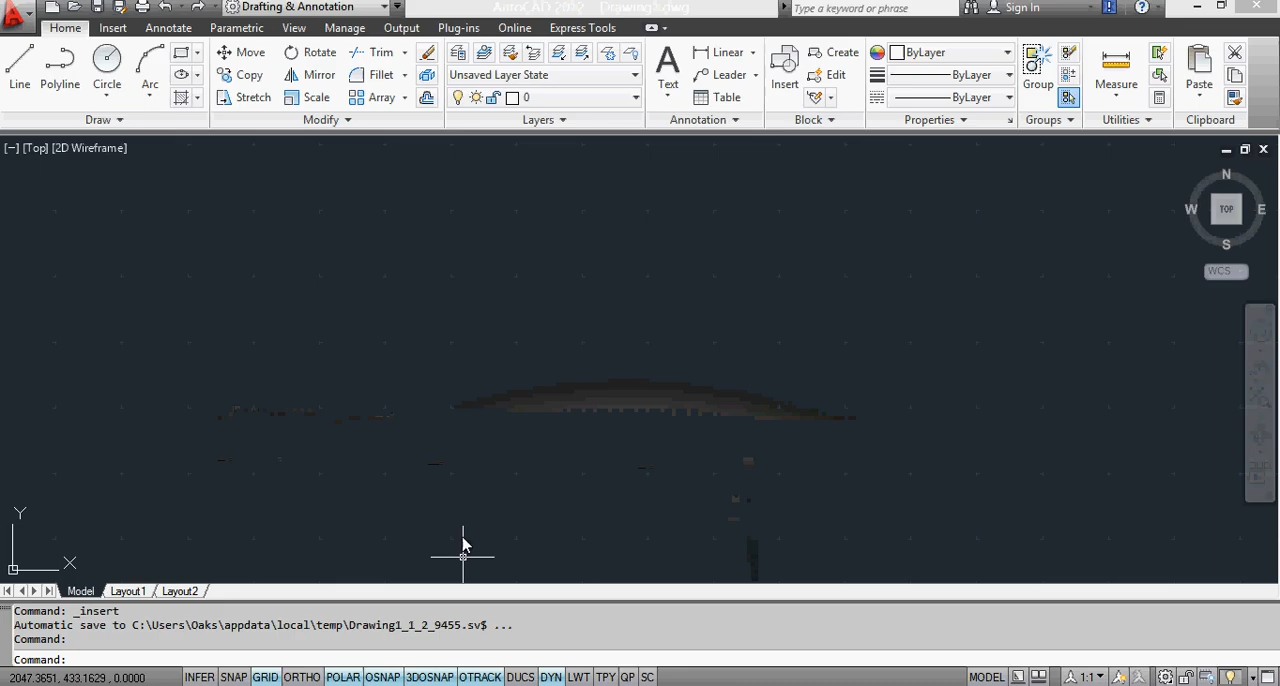 Drafting & Annotation
AutoCAD 2012 Drawing3.dwg
Type a keyword or phrase
Sign In
Home Insert Annotate Parametric View Manage Output Plug-ins Online Express Tools
Line Polyline Circle Arc
Move Rotate Trim
Copy Mirror Fillet
Stretch Scale Array
Unsaved Layer State
0
Text
Linear
Leader
Table
Insert
Create
Edit
ByLayer
ByLayer
ByLayer
Group
Measure
Paste
Draw Modify Layers Annotation Block Properties Groups Utilities Clipboard
[−] [Top] [2D Wireframe]
N
W TOP E
S
WCS
Y
X
Model Layout1 Layout2
Command: _insert
Automatic save to C:\Users\Oaks\appdata\local\temp\Drawing1_1_2_9455.sv$ ...
Command:
Command:
2047.3651, 433.1629, 0.0000 INFER SNAP GRID ORTHO POLAR OSNAP 3DOSNAP OTRACK DUCS DYN LWT TPY QP SC MODEL 1:1